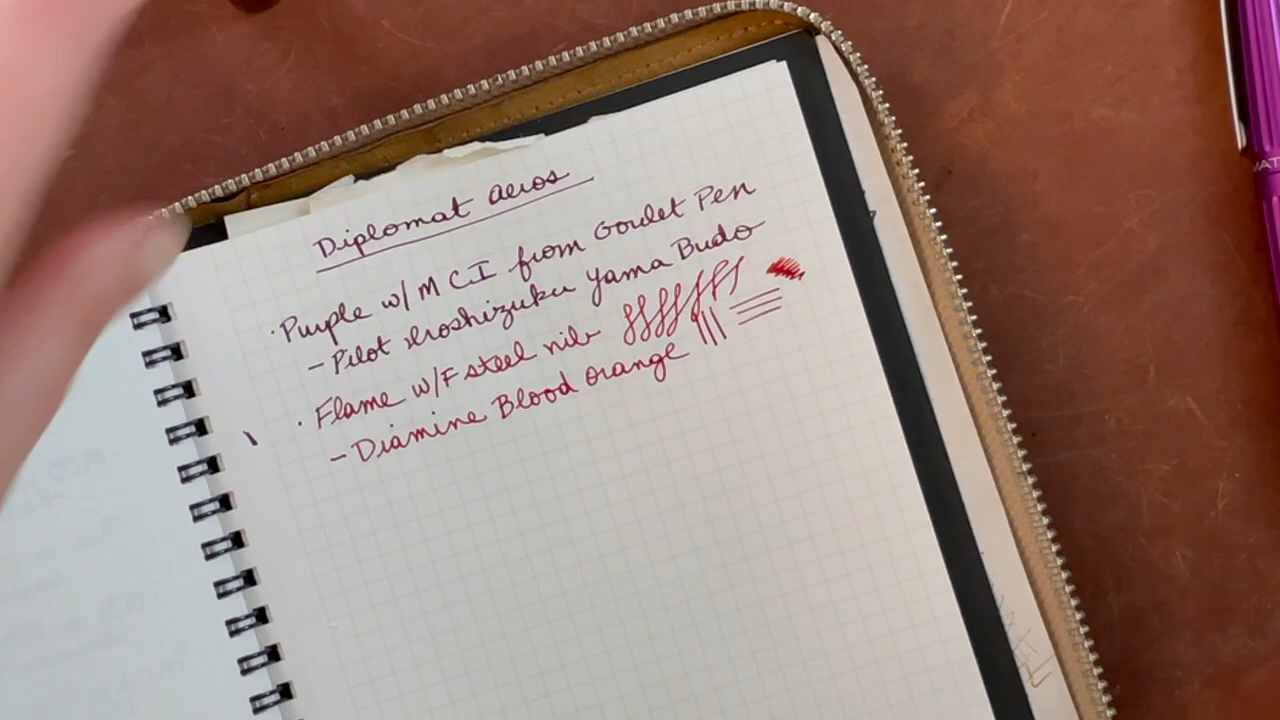 Diplomat Aeros
· Purple w/ M CI from Goulet Pen
– Pilot Iroshizuku Yama Budo
· Flame w/ F steel nib
– Diamine Blood Orange